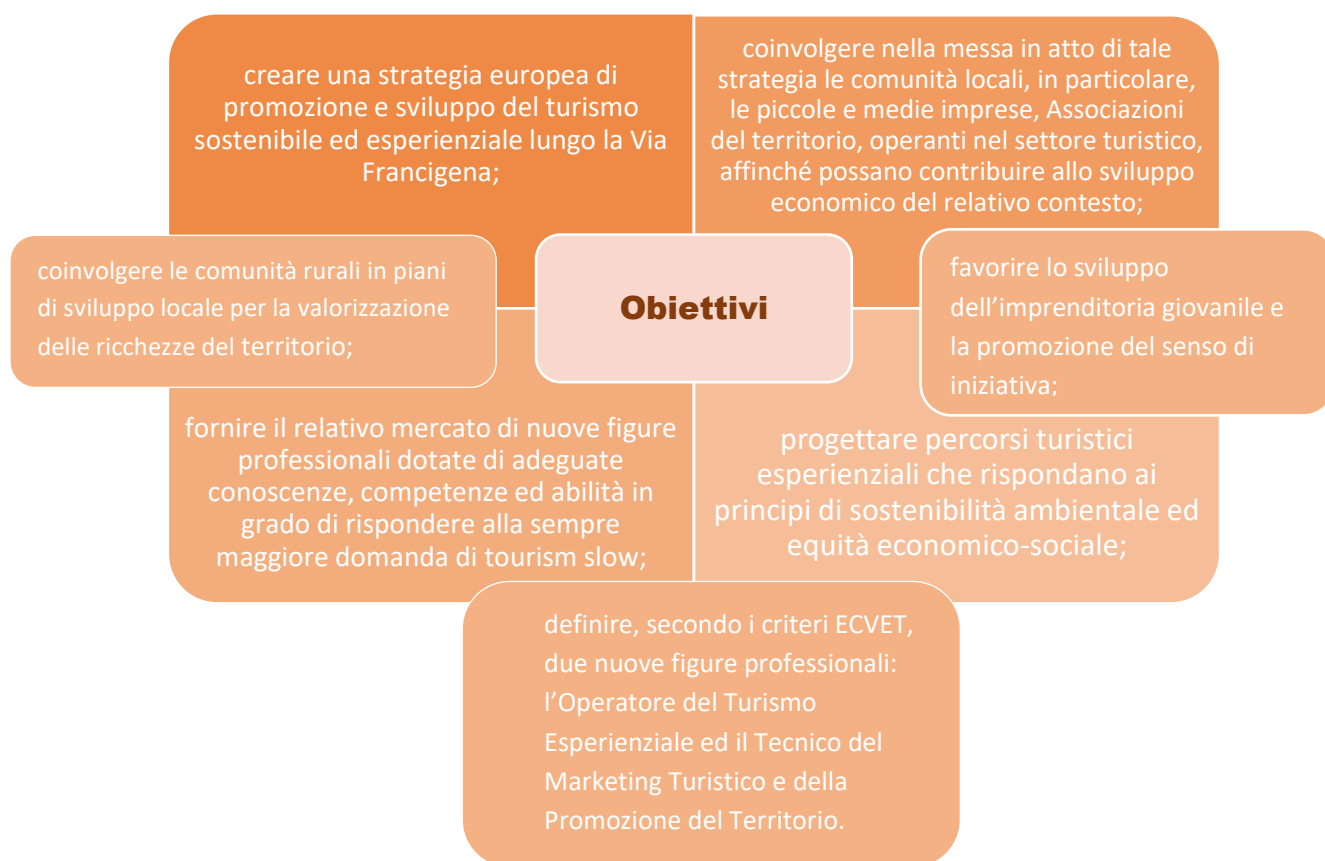 creare una strategia europea di
promozione e sviluppo del turismo
sostenibile ed esperienziale lungo la Via
Francigena;
coinvolgere nella messa in atto di tale
strategia le comunità locali, in particolare,
le piccole e medie imprese, Associazioni
del territorio, operanti nel settore turistico,
affinché possano contribuire allo sviluppo
economico del relativo contesto;
coinvolgere le comunità rurali in piani
di sviluppo locale per la valorizzazione
delle ricchezze del territorio;
Obiettivi
favorire lo sviluppo
dell’imprenditoria giovanile e
la promozione del senso di
iniziativa;
fornire il relativo mercato di nuove figure
professionali dotate di adeguate
conoscenze, competenze ed abilità in
grado di rispondere alla sempre
maggiore domanda di tourism slow;
progettare percorsi turistici
esperienziali che rispondano ai
principi di sostenibilità ambientale ed
equità economico-sociale;
definire, secondo i criteri ECVET,
due nuove figure professionali:
l’Operatore del Turismo
Esperienziale ed il Tecnico del
Marketing Turistico e della
Promozione del Territorio.